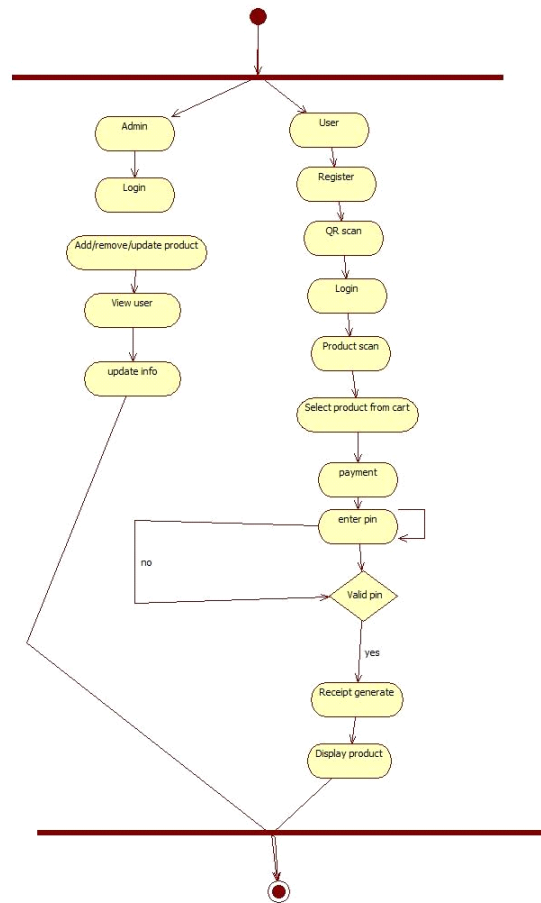 Admin
Login
Add/remove/update product
View user
update info
User
Register
QR scan
Login
Product scan
Select product from cart
payment
enter pin
no
Valid pin
yes
Receipt generate
Display product